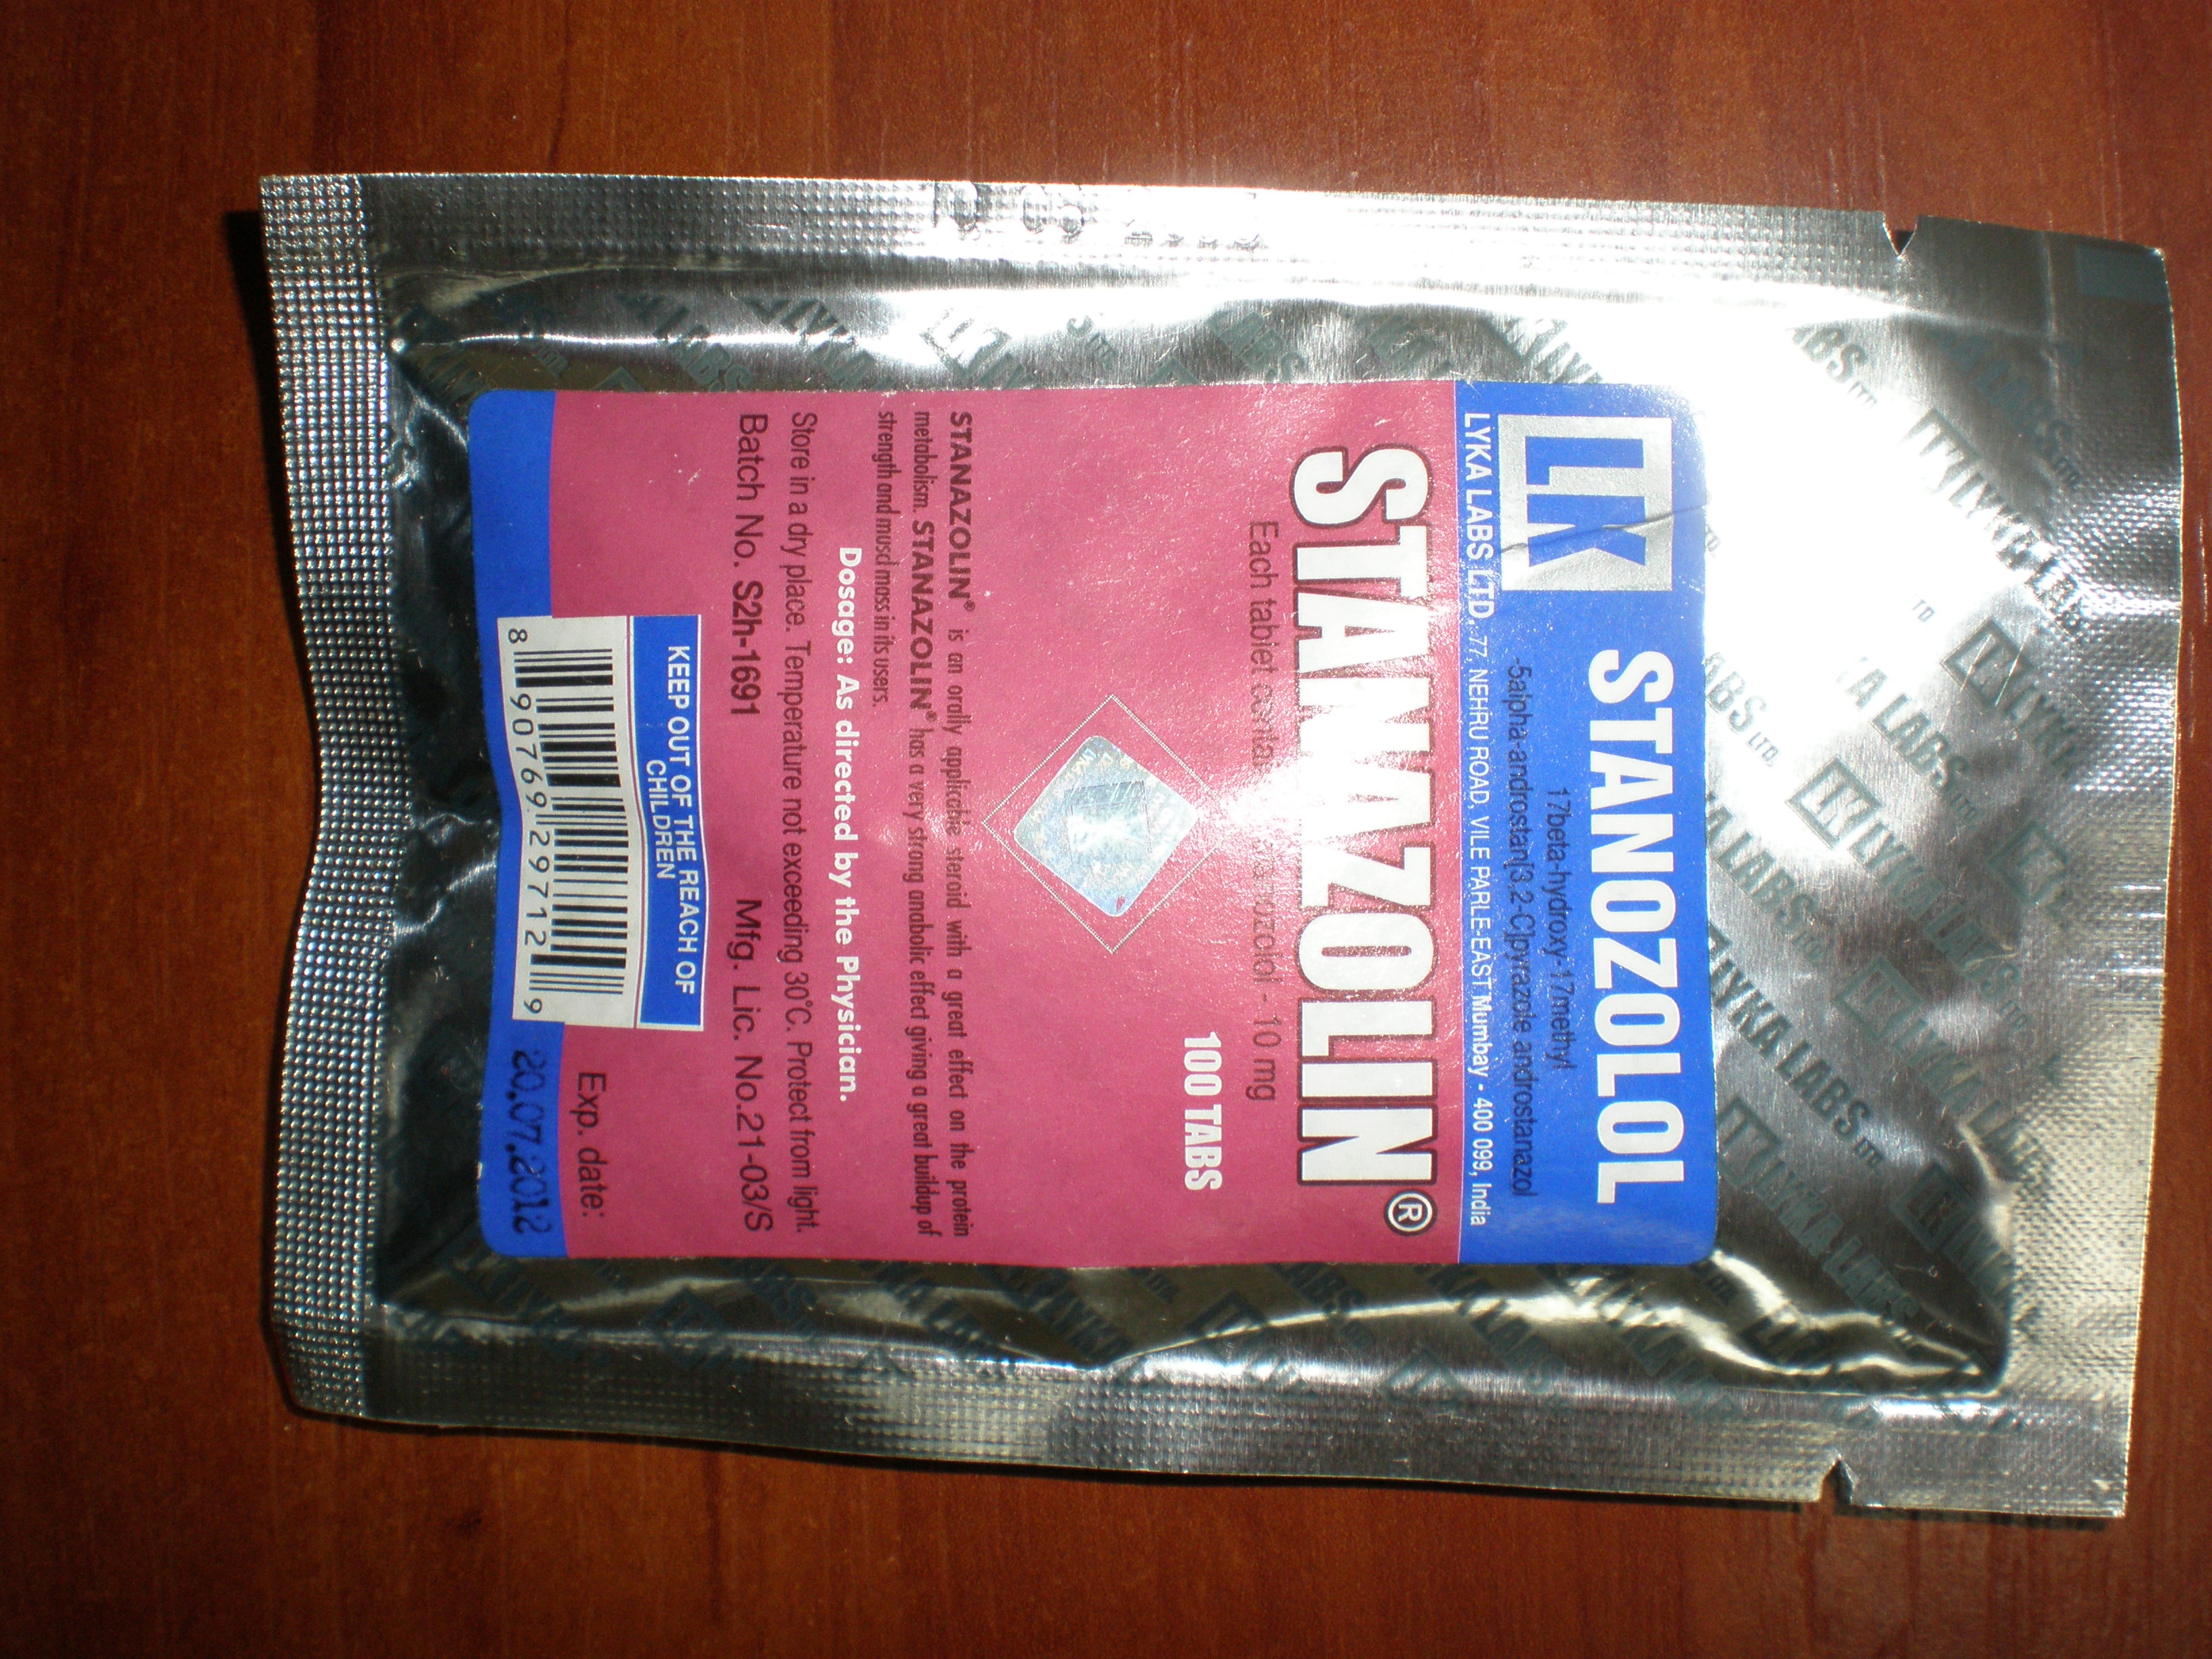 LK STANOZOLOL
17beta-hydroxy-17methyl
-5alpha-androstan[3,2-C]pyrazole androstanazol
LYKA LABS LTD., 77, NEHRU ROAD, VILE PARLE-EAST Mumbay - 400 099, India
STANAZOLIN®
Each tablet - 10 mg
100 TABS
STANAZOLIN® is an orally applicable steroid with a great effect on the protein
metabolism. STANAZOLIN® has a very strong anabolic effect giving a great buildup of
strength and muscl mass in its users.
Dosage: As directed by the Physician.
Store in a dry place. Temperature not exceeding 30°C. Protect from light.
Batch No. S2h-1691 Mfg. Lic. No.21-03/S
KEEP OUT OF THE REACH OF
CHILDREN
8 907691 297129
Exp. date:
20.07.2012
LK LYKA LABS LTD.